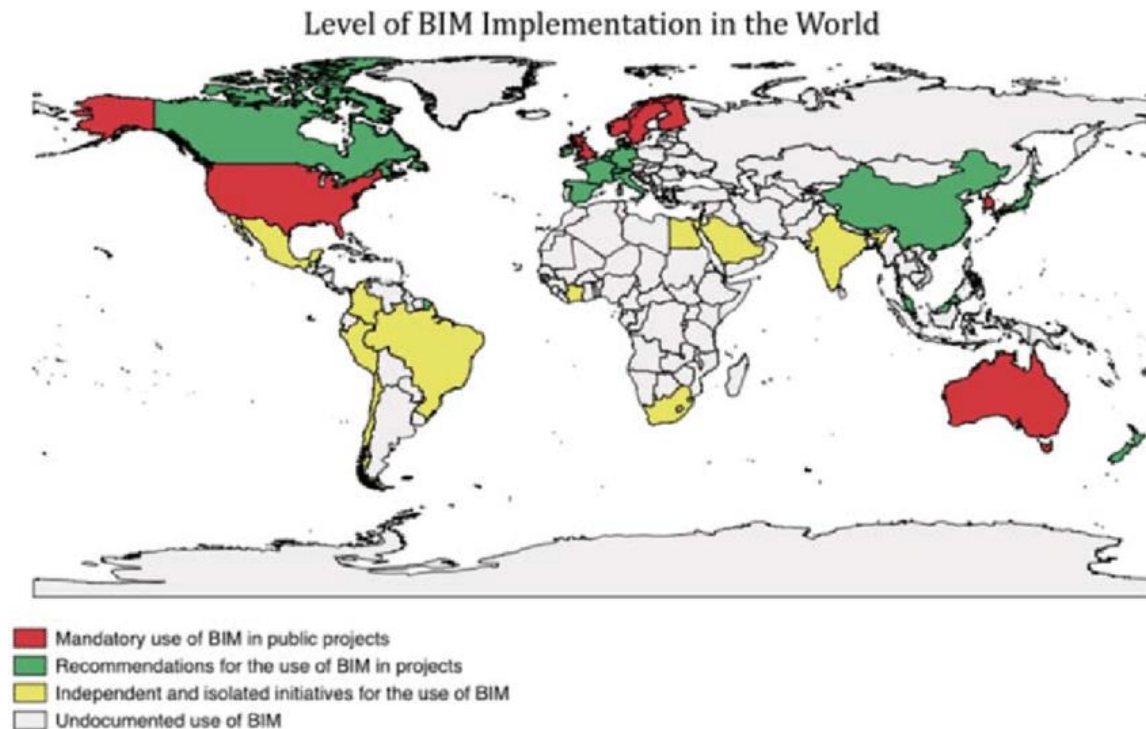 Level of BIM Implementation in the World
Mandatory use of BIM in public projects
Recommendations for the use of BIM in projects
Independent and isolated initiatives for the use of BIM
Undocumented use of BIM